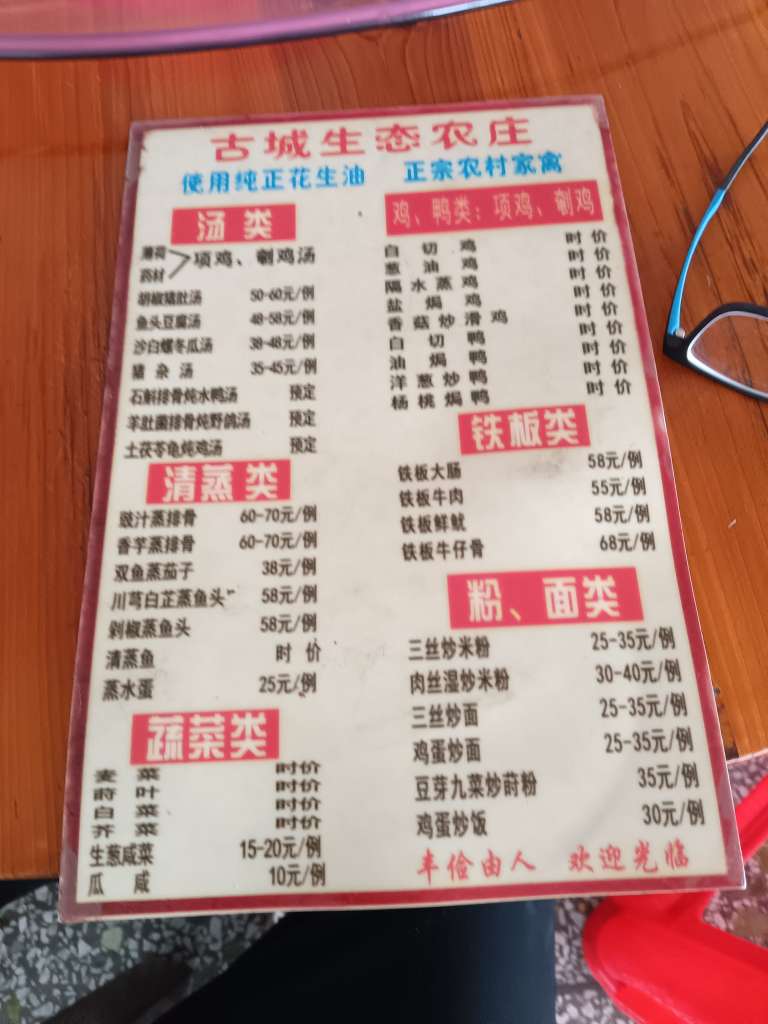 古城生态农庄
使用纯正花生油 正宗农村家禽
汤类
薄荷
药材
项鸡、劏鸡汤
胡椒猪肚汤 50-60元/例
鱼头豆腐汤 48-58元/例
沙白螺冬瓜汤 38-48元/例
猪杂汤 35-45元/例
石斛排骨炖水鸭汤 预定
羊肚菌排骨炖野鸽汤 预定
土茯苓龟炖鸡汤 预定
清蒸类
豉汁蒸排骨 60-70元/例
香芋蒸排骨 60-70元/例
双鱼蒸茄子 38元/例
川芎白芷蒸鱼头 58元/例
剁椒蒸鱼头 58元/例
清蒸鱼 时价
蒸水蛋 25元/例
蔬菜类
麦菜 时价
莳叶 时价
白菜 时价
芥菜 时价
生葱咸菜 15-20元/例
瓜咸 10元/例
鸡、鸭类：项鸡、劏鸡
白切鸡 时价
葱油鸡 时价
隔水蒸鸡 时价
盐焗鸡 时价
香菇炒滑鸡 时价
白切鸭 时价
油焗鸭 时价
洋葱炒鸭 时价
杨桃焗鸭 时价
铁板类
铁板大肠 58元/例
铁板牛肉 55元/例
铁板鲜鱿 58元/例
铁板牛仔骨 68元/例
粉、面类
三丝炒米粉 25-35元/例
肉丝湿炒米粉 30-40元/例
三丝炒面 25-35元/例
鸡蛋炒面 25-35元/例
豆芽九菜炒莳粉 35元/例
鸡蛋炒饭 30元/例
丰俭由人 欢迎光临